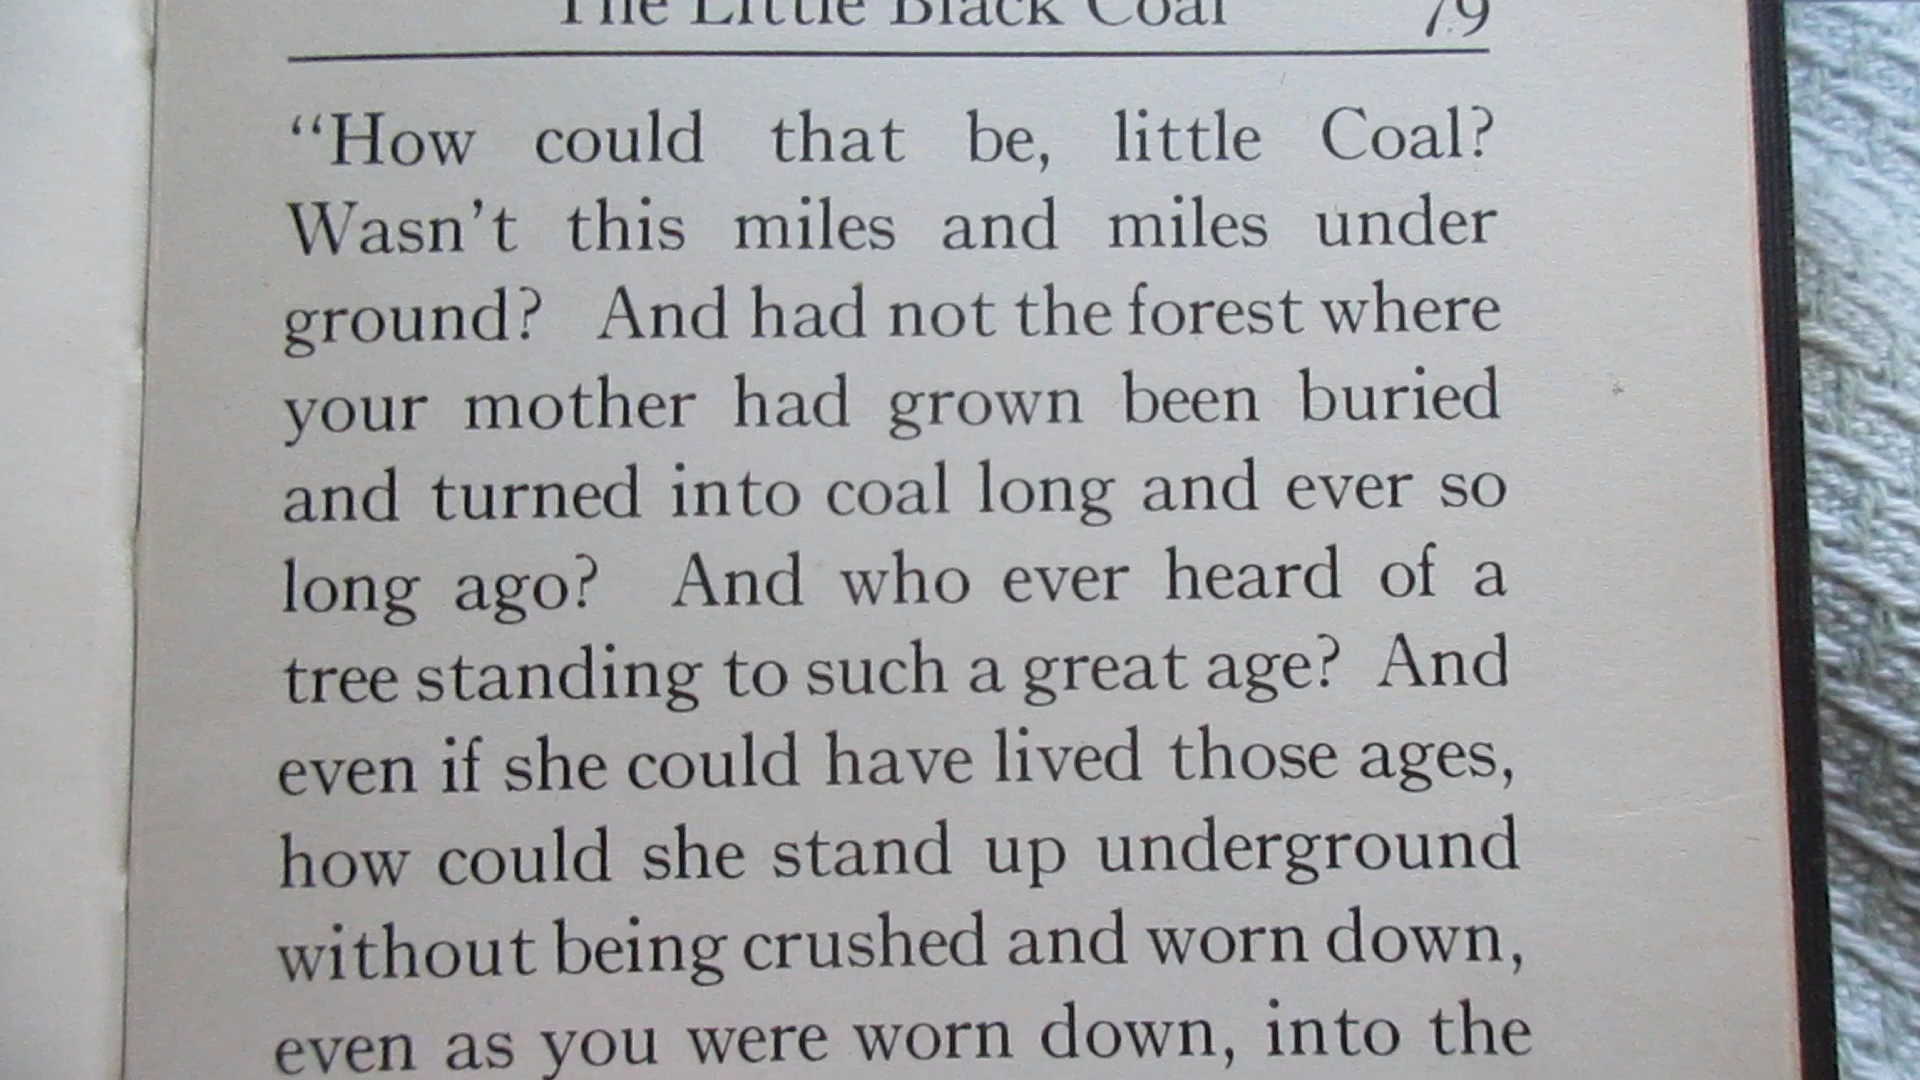 The Little Black Coal 79
“How could that be, little Coal?
Wasn’t this miles and miles under
ground? And had not the forest where
your mother had grown been buried
and turned into coal long and ever so
long ago? And who ever heard of a
tree standing to such a great age? And
even if she could have lived those ages,
how could she stand up underground
without being crushed and worn down,
even as you were worn down, into the